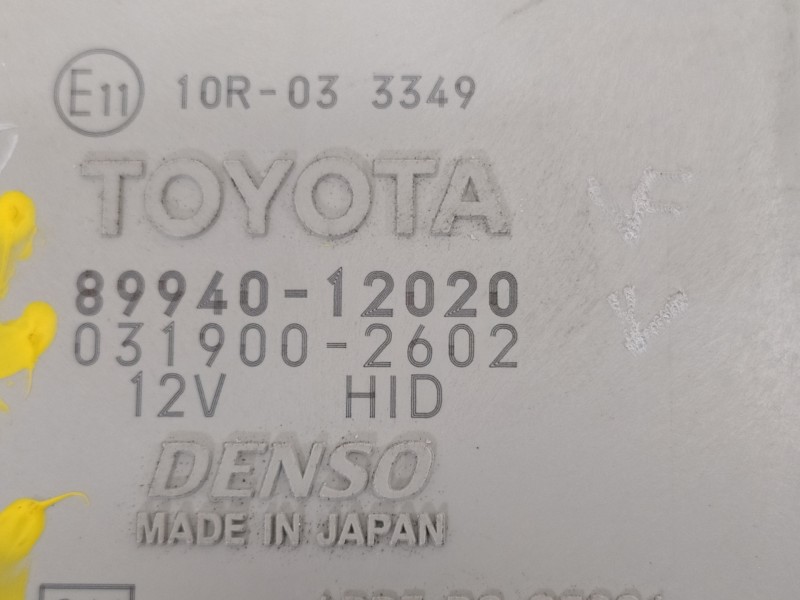 E11 10R-03 3349
TOYOTA
89940-12020
031900-2602
12V HID
DENSO
MADE IN JAPAN